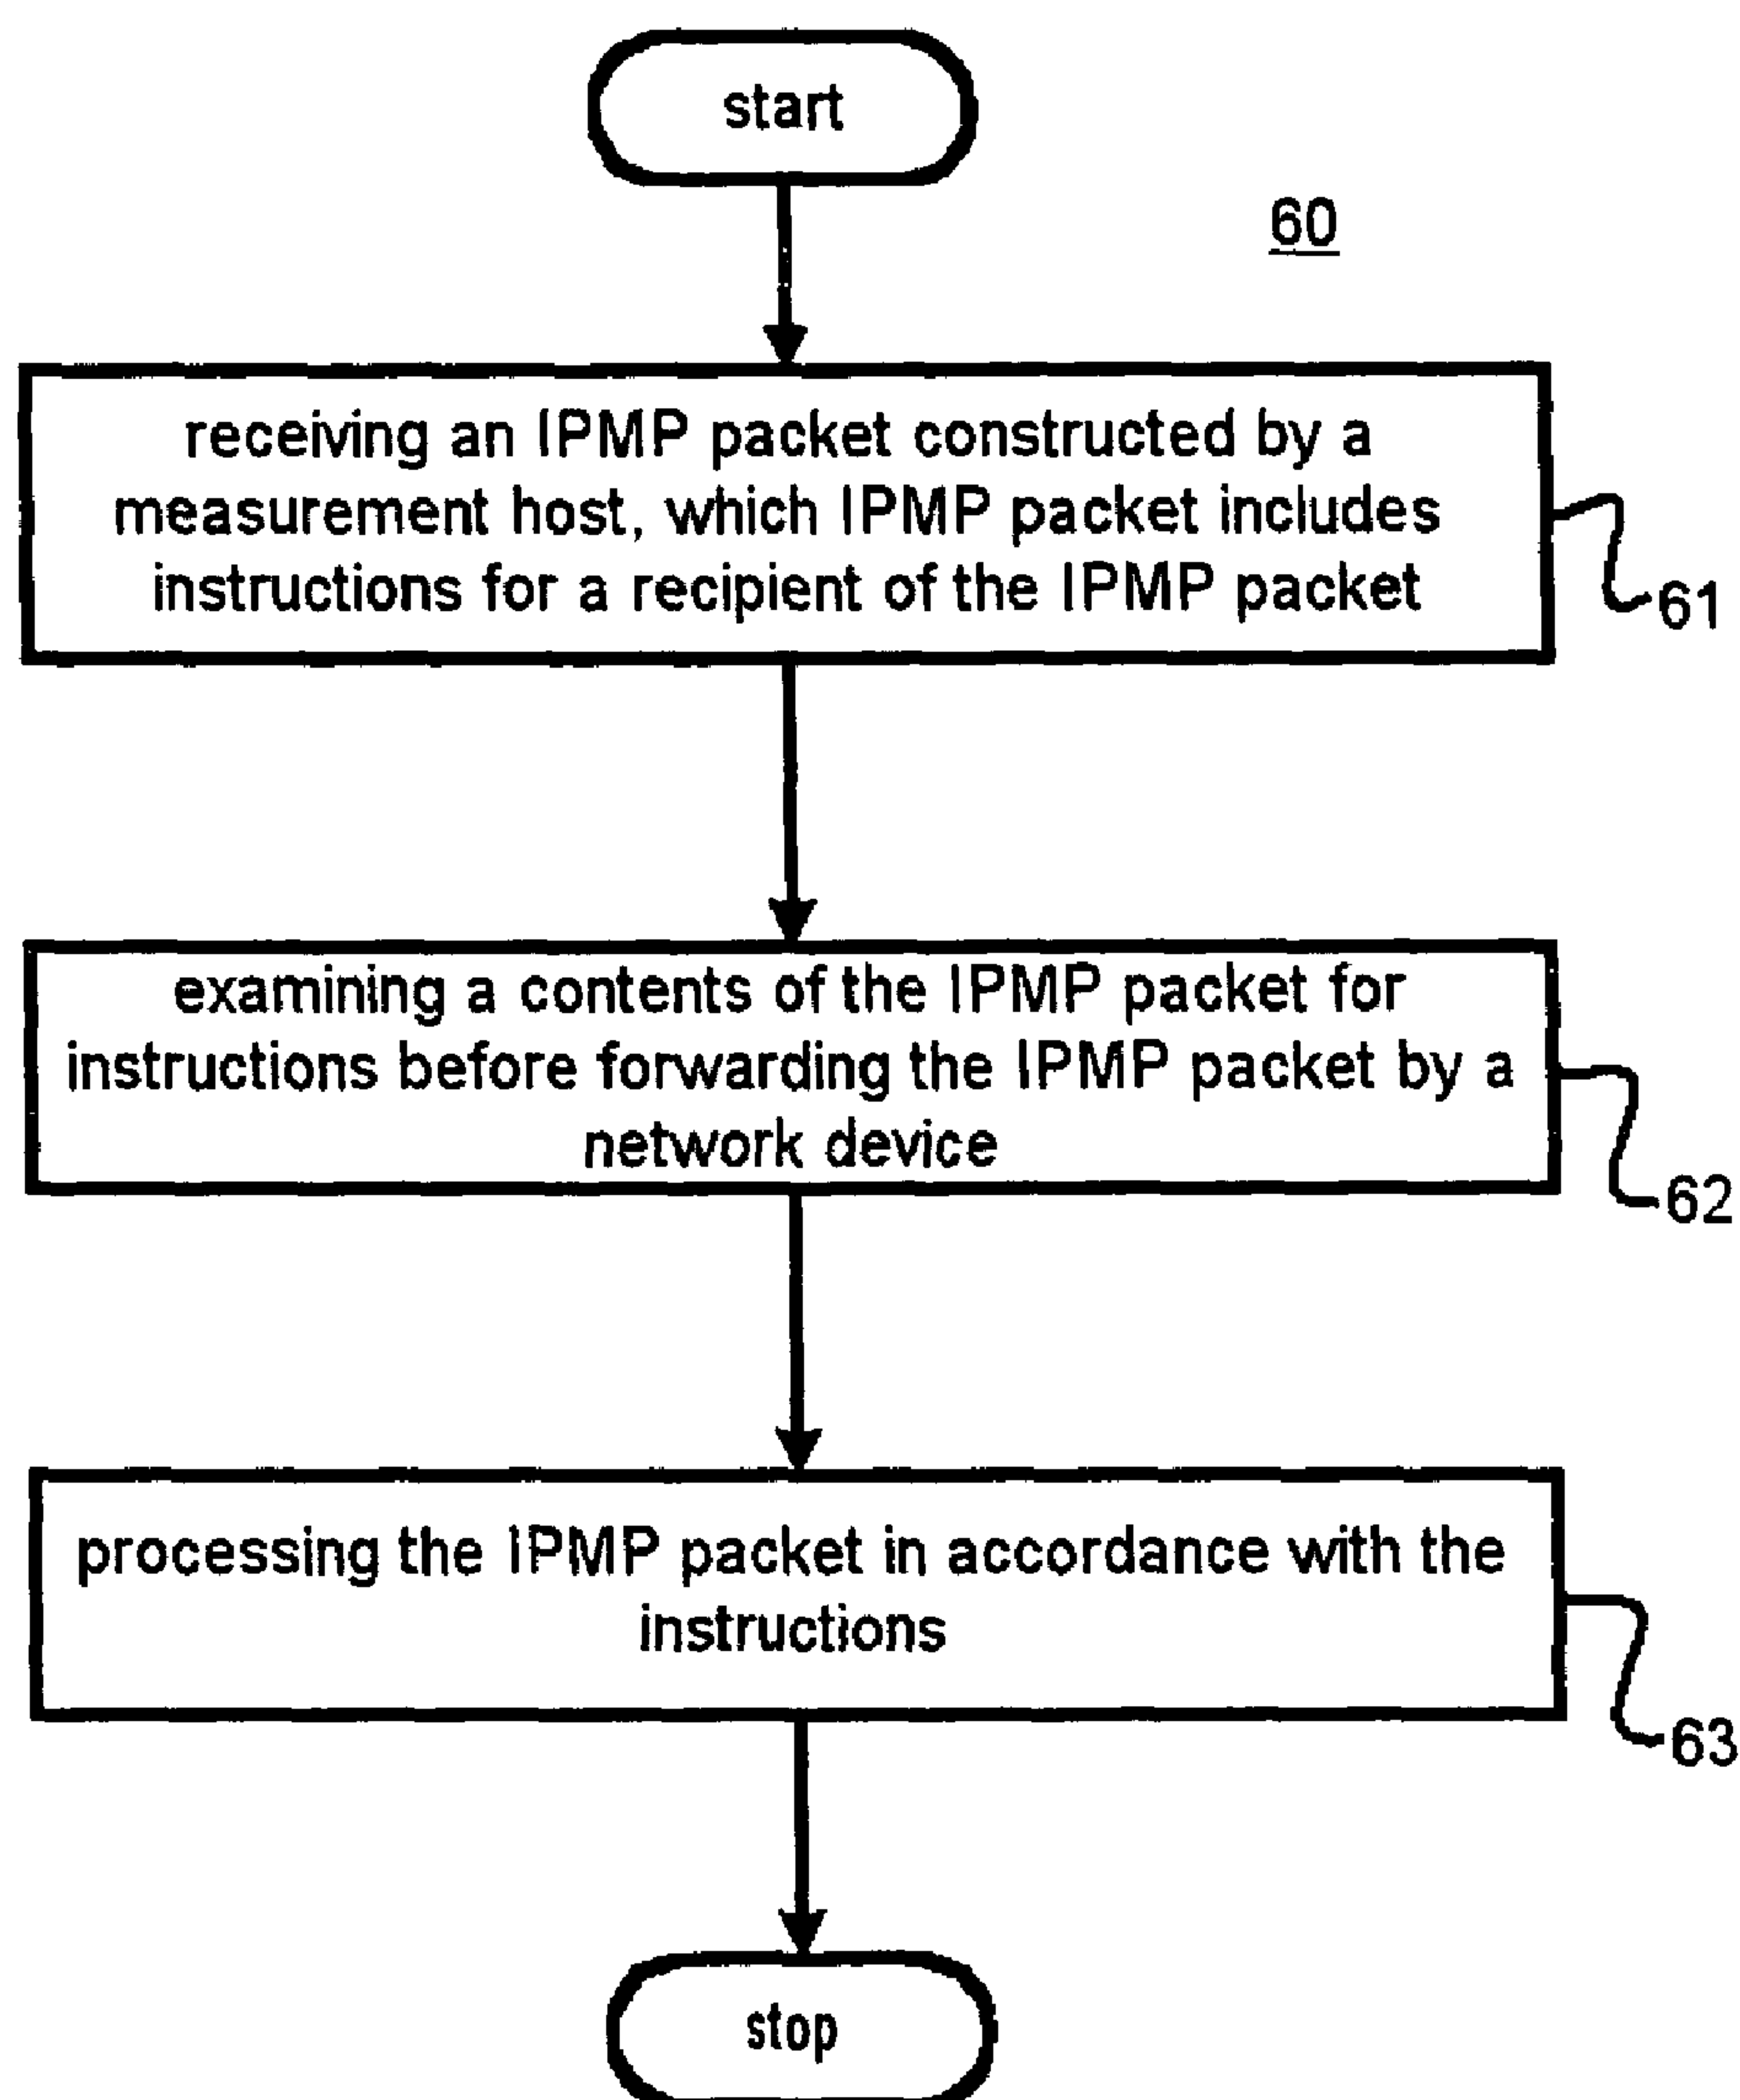 start
60
receiving an IPMP packet constructed by a
measurement host, which IPMP packet includes
instructions for a recipient of the IPMP packet
61
examining a contents of the IPMP packet for
instructions before forwarding the IPMP packet by a
network device
62
processing the IPMP packet in accordance with the
instructions
63
stop